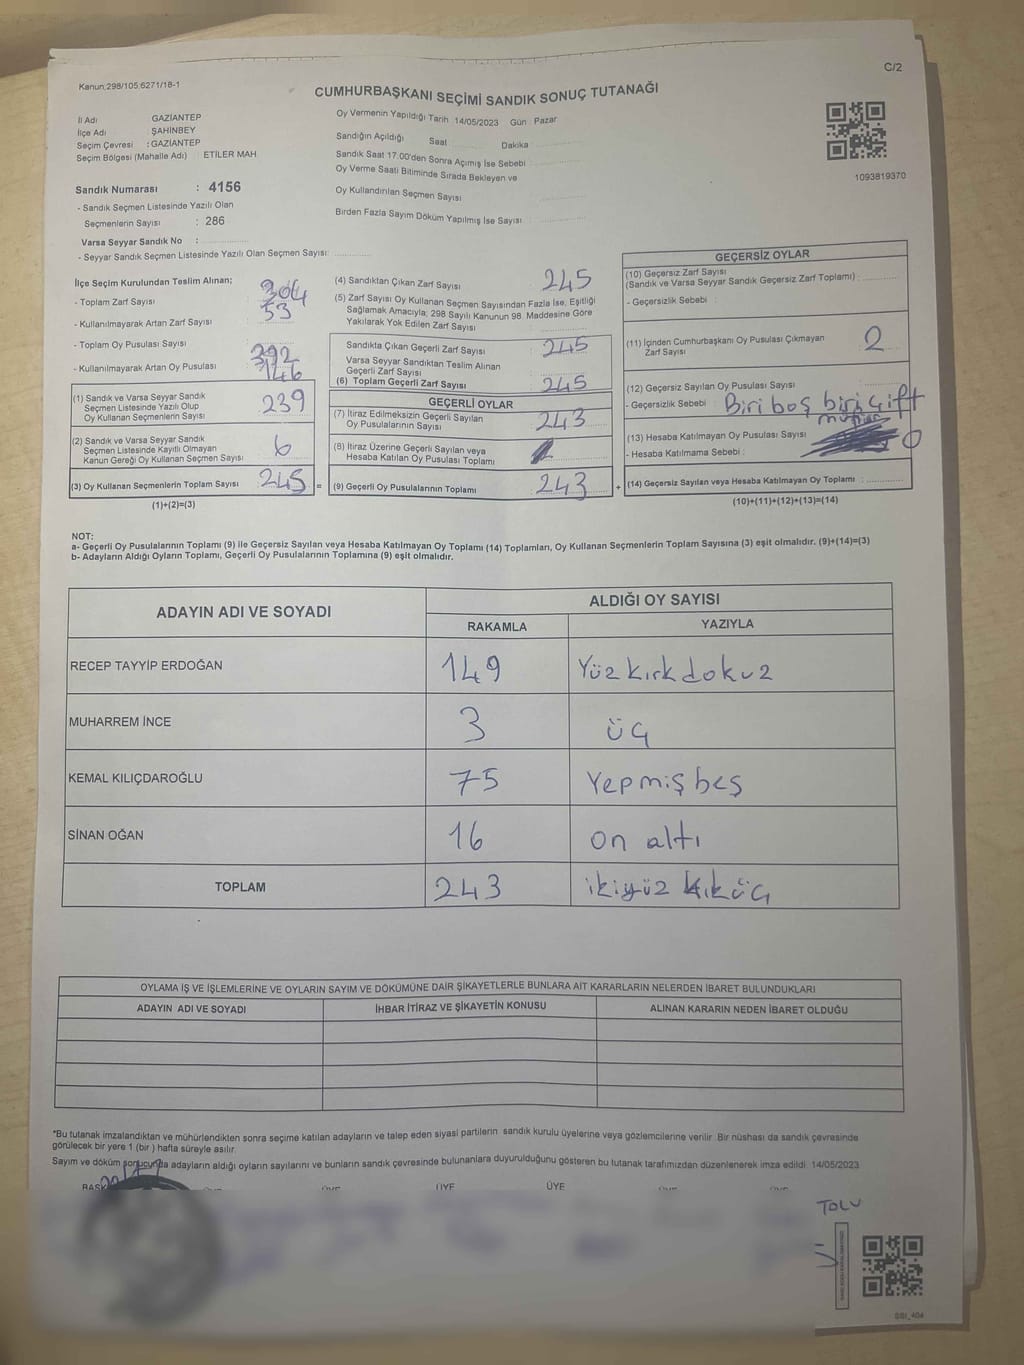 C/2
Kanun:298/105;6271/18-1
CUMHURBAŞKANI SEÇİMİ SANDIK SONUÇ TUTANAĞI
İl Adı GAZİANTEP
İlçe Adı : ŞAHİNBEY
Seçim Çevresi : GAZİANTEP
Seçim Bölgesi (Mahalle Adı) : ETİLER MAH
Sandık Numarası : 4156
- Sandık Seçmen Listesinde Yazılı Olan
Seçmenlerin Sayısı : 286
Varsa Seyyar Sandık No :
- Seyyar Sandık Seçmen Listesinde Yazılı Olan Seçmen Sayısı:
Oy Vermenin Yapıldığı Tarih 14/05/2023 Gün : Pazar
Sandığın Açıldığı Saat Dakika
Sandık Saat 17.00'den Sonra Açımış İse Sebebi
Oy Verme Saati Bitiminde Sırada Bekleyen ve
Oy Kullandırılan Seçmen Sayısı
Birden Fazla Sayım Döküm Yapılmış İse Sayısı
1093819370
İlçe Seçim Kurulundan Teslim Alınan;
- Toplam Zarf Sayısı 304
- Kullanılmayarak Artan Zarf Sayısı 53
- Toplam Oy Pusulası Sayısı 392
- Kullanılmayarak Artan Oy Pusulası 146
(1) Sandık ve Varsa Seyyar Sandık
Seçmen Listesinde Yazılı Olup
Oy Kullanan Seçmenlerin Sayısı 239
(2) Sandık ve Varsa Seyyar Sandık
Seçmen Listesinde Kayıtlı Olmayan
Kanun Gereği Oy Kullanan Seçmen Sayısı 6
(3) Oy Kullanan Seçmenlerin Toplam Sayısı 245 =
(1)+(2)=(3)
(4) Sandıktan Çıkan Zarf Sayısı 245
(5) Zarf Sayısı Oy Kullanan Seçmen Sayısından Fazla İse, Eşitliği
Sağlamak Amacıyla; 298 Sayılı Kanunun 98. Maddesine Göre
Yakılarak Yok Edilen Zarf Sayısı
Sandıkta Çıkan Geçerli Zarf Sayısı 245
Varsa Seyyar Sandıktan Teslim Alınan
Geçerli Zarf Sayısı
(6) Toplam Geçerli Zarf Sayısı 245
GEÇERLİ OYLAR
(7) İtiraz Edilmeksizin Geçerli Sayılan
Oy Pusulalarının Sayısı 243
(8) İtiraz Üzerine Geçerli Sayılan veya
Hesaba Katılan Oy Pusulası Toplamı
(9) Geçerli Oy Pusulalarının Toplamı 243 +
GEÇERSİZ OYLAR
(10) Geçersiz Zarf Sayısı
(Sandık ve Varsa Seyyar Sandık Geçersiz Zarf Toplamı) :
- Geçersizlik Sebebi :
(11) İçinden Cumhurbaşkanı Oy Pusulası Çıkmayan
Zarf Sayısı 2
(12) Geçersiz Sayılan Oy Pusulası Sayısı
- Geçersizlik Sebebi : Biri boş biri çift
(13) Hesaba Katılmayan Oy Pusulası Sayısı 0
- Hesaba Katılmama Sebebi :
(14) Geçersiz Sayılan veya Hesaba Katılmayan Oy Toplamı :
(10)+(11)+(12)+(13)=(14)
NOT:
a- Geçerli Oy Pusulalarının Toplamı (9) ile Geçersiz Sayılan veya Hesaba Katılmayan Oy Toplamı (14) Toplamları, Oy Kullanan Seçmenlerin Toplam Sayısına (3) eşit olmalıdır. (9)+(14)=(3)
b- Adayların Aldığı Oyların Toplamı, Geçerli Oy Pusulalarının Toplamına (9) eşit olmalıdır.
ADAYIN ADI VE SOYADI ALDIĞI OY SAYISI
RAKAMLA YAZIYLA
RECEP TAYYİP ERDOĞAN 149 Yüz kırk dokuz
MUHARREM İNCE 3 üç
KEMAL KILIÇDAROĞLU 75 Yepmiş beş
SİNAN OĞAN 16 on altı
TOPLAM 243 ikiyüz kıküç
OYLAMA İŞ VE İŞLEMLERİNE VE OYLARIN SAYIM VE DÖKÜMÜNE DAİR ŞİKAYETLERLE BUNLARA AİT KARARLARIN NELERDEN İBARET BULUNDUKLARI
ADAYIN ADI VE SOYADI İHBAR İTİRAZ VE ŞİKAYETİN KONUSU ALINAN KARARIN NEDEN İBARET OLDUĞU
*Bu tutanak imzalandıktan ve mühürlendikten sonra seçime katılan adayların ve talep eden siyasi partilerin sandık kurulu üyelerine veya gözlemcilerine verilir. Bir nüshası da sandık çevresinde
görülecek bir yere 1 (bir ) hafta süreyle asılır.
Sayım ve döküm sonucunda adayların aldığı oyların sayılarını ve bunların sandık çevresinde bulunanlara duyurulduğunu gösteren bu tutanak tarafımızdan düzenlenerek imza edildi. 14/05/2023
ÜYE ÜYE
TOLU
SSI_404